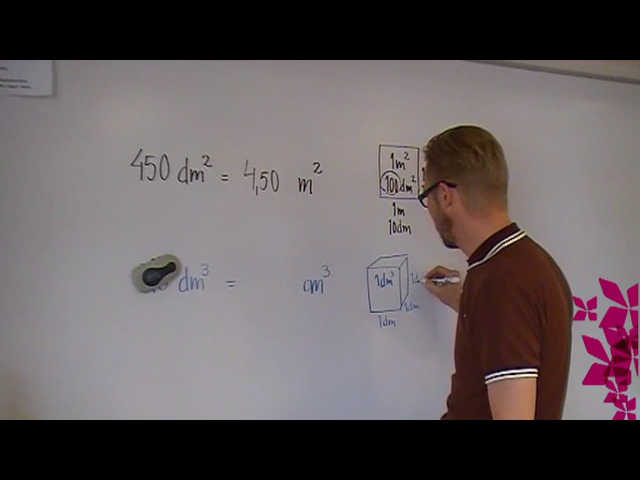 450 dm² = 4,50 m²
1m²
100dm²
1m
10dm
dm³ = cm³
1dm³
1dm
1dm